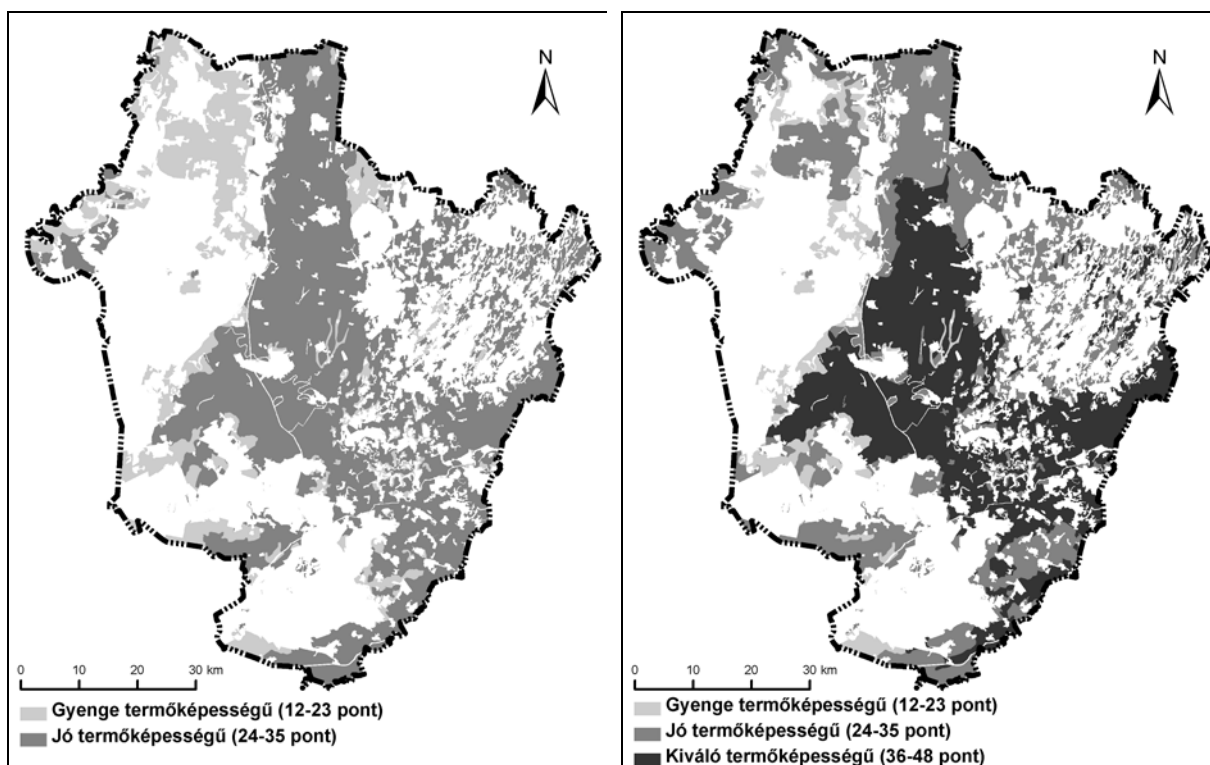 N
0 10 20 30 km
Gyenge termőképességű (12-23 pont)
Jó termőképességű (24-35 pont)
N
0 10 20 30 km
Gyenge termőképességű (12-23 pont)
Jó termőképességű (24-35 pont)
Kiváló termőképességű (36-48 pont)